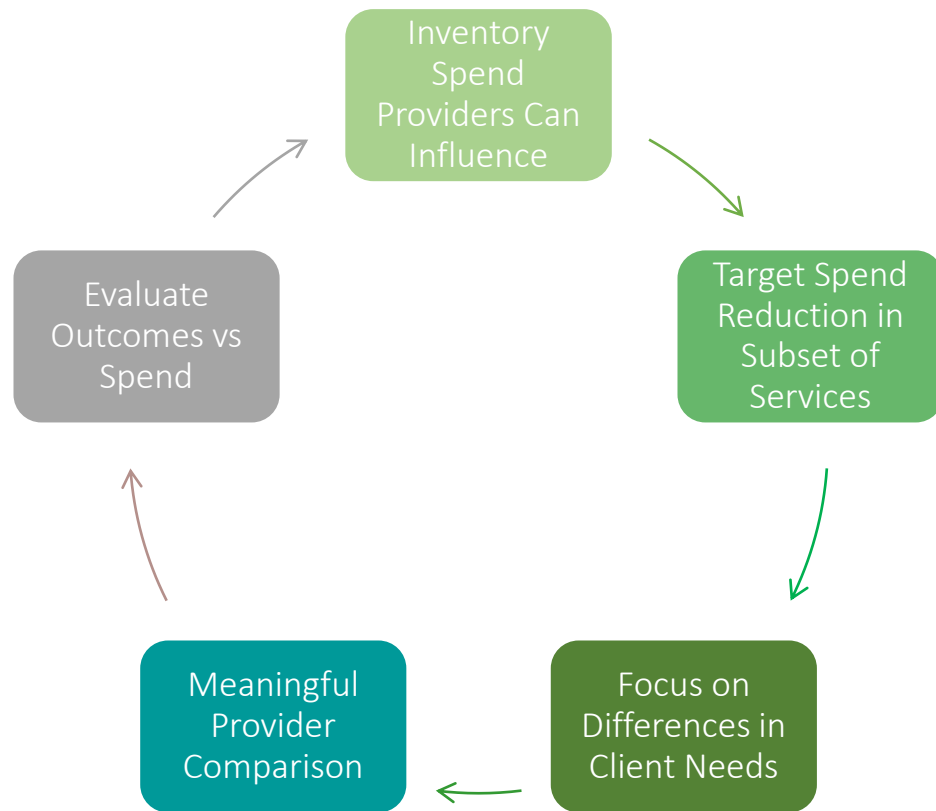 Inventory
Spend
Providers Can
Influence
Target Spend
Reduction in
Subset of
Services
Focus on
Differences in
Client Needs
Meaningful
Provider
Comparison
Evaluate
Outcomes vs
Spend